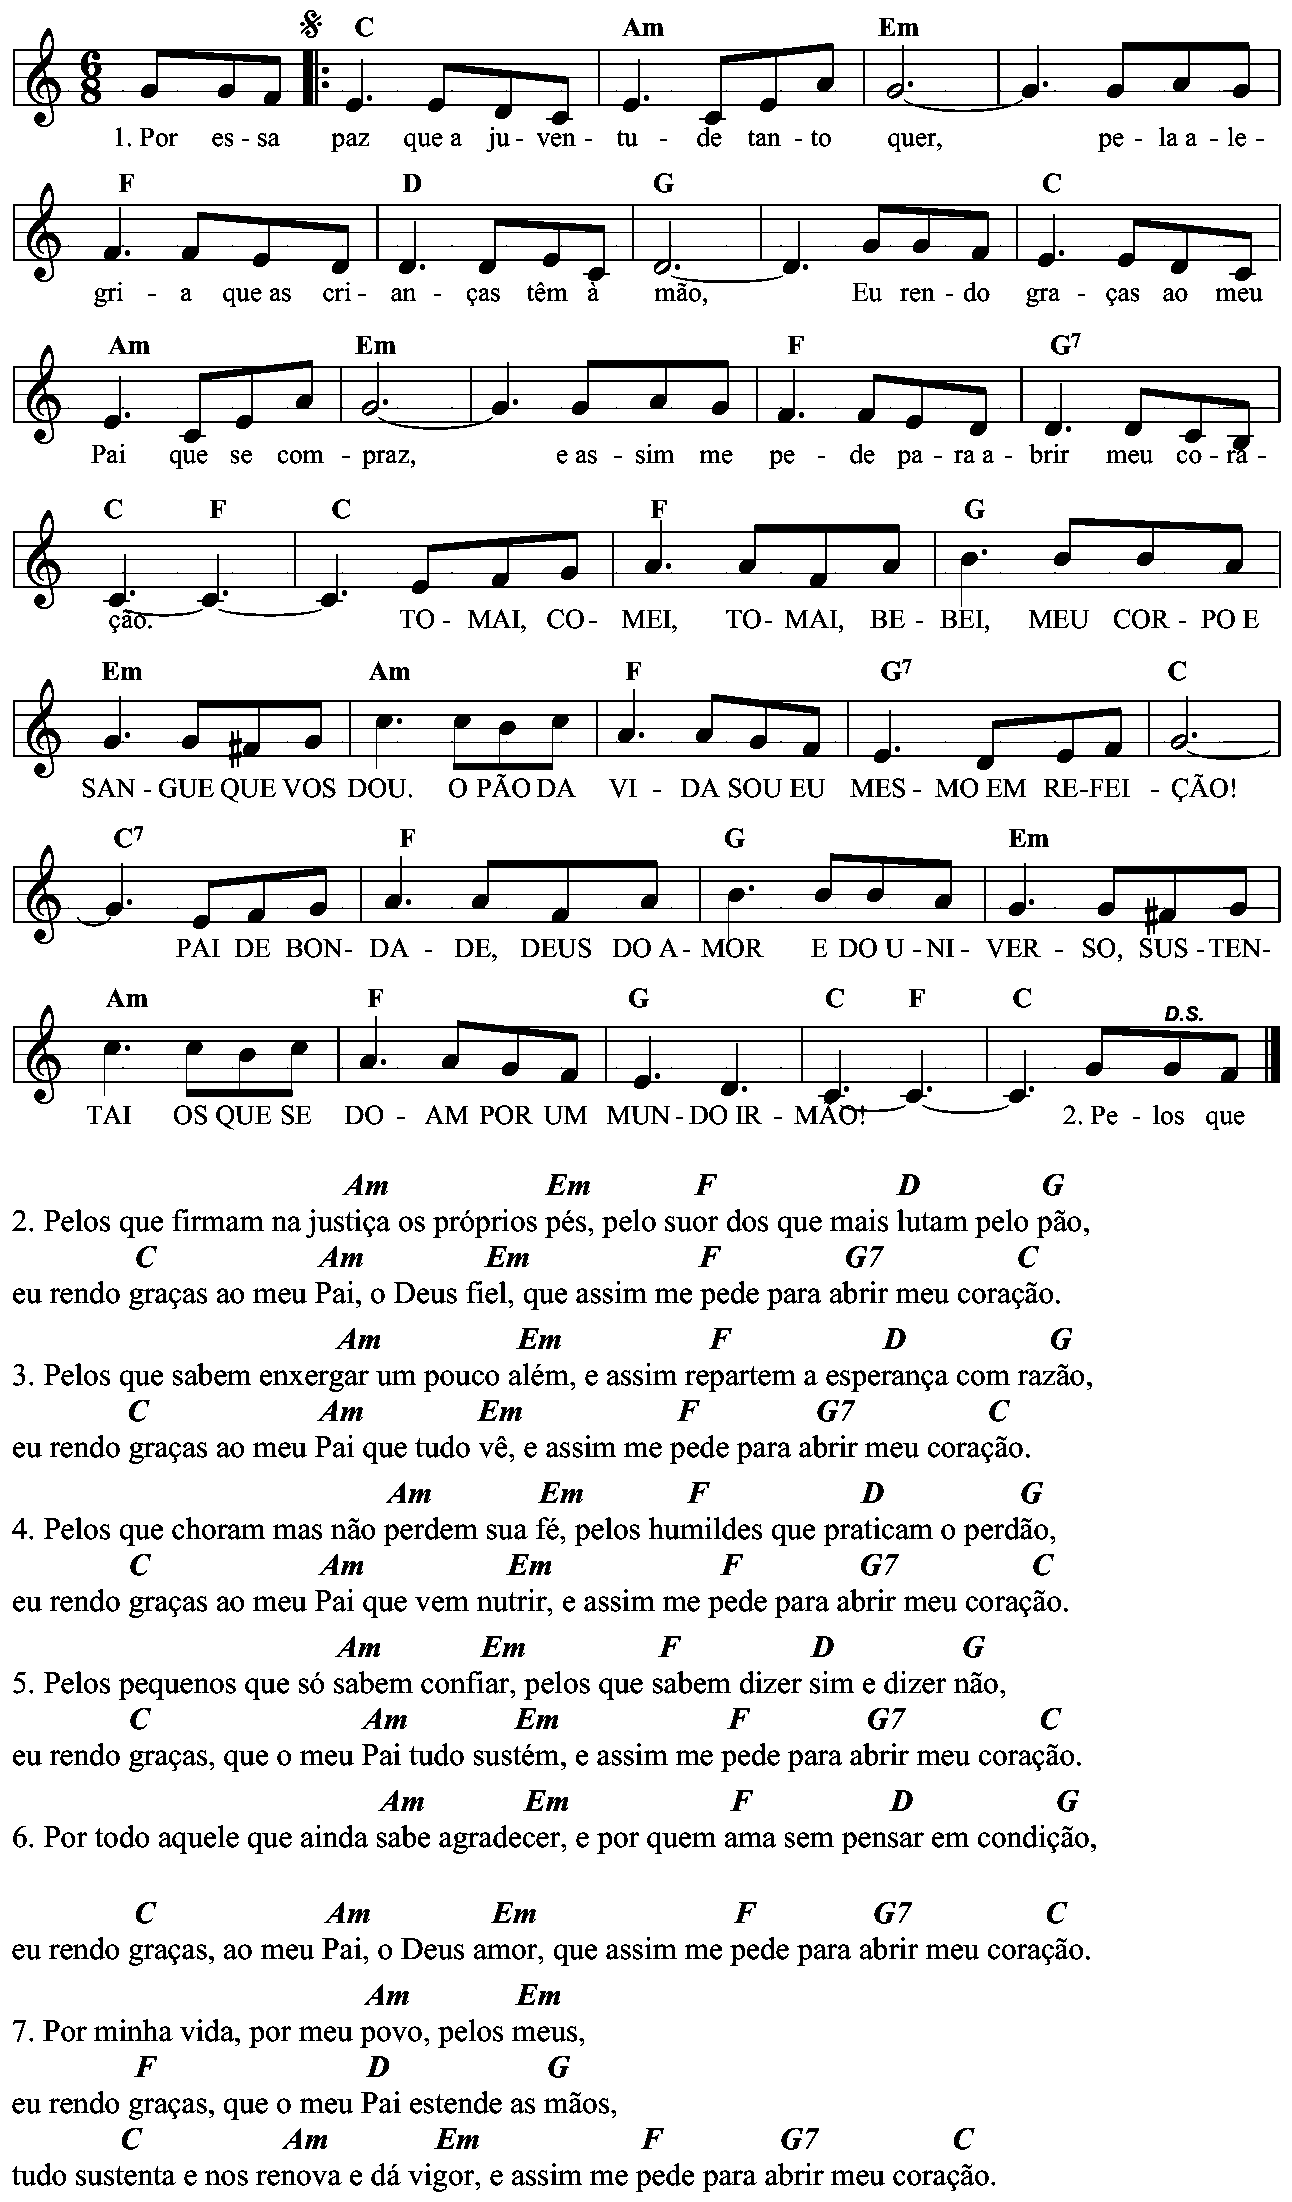 C Am Em
6
8
1. Por es - sa paz que a ju - ven - tu - de tan - to quer, pe - la a - le -
F D G C
gri - a que as cri - an - ças têm à mão, Eu ren - do gra - ças ao meu
Am Em F G7
Pai que se com - praz, e as - sim me pe - de pa - ra a - brir meu co - ra -
C F C F G
ção. TO - MAI, CO - MEI, TO - MAI, BE - BEI, MEU COR - PO E
Em Am F G7 C
SAN - GUE QUE VOS DOU. O PÃO DA VI - DA SOU EU MES - MO EM RE - FEI - ÇÃO!
C7 F G Em
PAI DE BON - DA - DE, DEUS DO A - MOR E DO U - NI - VER - SO, SUS - TEN -
Am F G C F C
D.S.
TAI OS QUE SE DO - AM POR UM MUN - DO IR - MÃO! 2. Pe - los que
Am Em F D G
2. Pelos que firmam na justiça os próprios pés, pelo suor dos que mais lutam pelo pão,
C Am Em F G7 C
eu rendo graças ao meu Pai, o Deus fiel, que assim me pede para abrir meu coração.
Am Em F D G
3. Pelos que sabem enxergar um pouco além, e assim repartem a esperança com razão,
C Am Em F G7 C
eu rendo graças ao meu Pai que tudo vê, e assim me pede para abrir meu coração.
Am Em F D G
4. Pelos que choram mas não perdem sua fé, pelos humildes que praticam o perdão,
C Am Em F G7 C
eu rendo graças ao meu Pai que vem nutrir, e assim me pede para abrir meu coração.
Am Em F D G
5. Pelos pequenos que só sabem confiar, pelos que sabem dizer sim e dizer não,
C Am Em F G7 C
eu rendo graças, que o meu Pai tudo sustém, e assim me pede para abrir meu coração.
Am Em F D G
6. Por todo aquele que ainda sabe agradecer, e por quem ama sem pensar em condição,
C Am Em F G7 C
eu rendo graças, ao meu Pai, o Deus amor, que assim me pede para abrir meu coração.
Am Em
7. Por minha vida, por meu povo, pelos meus,
F D G
eu rendo graças, que o meu Pai estende as mãos,
C Am Em F G7 C
tudo sustenta e nos renova e dá vigor, e assim me pede para abrir meu coração.